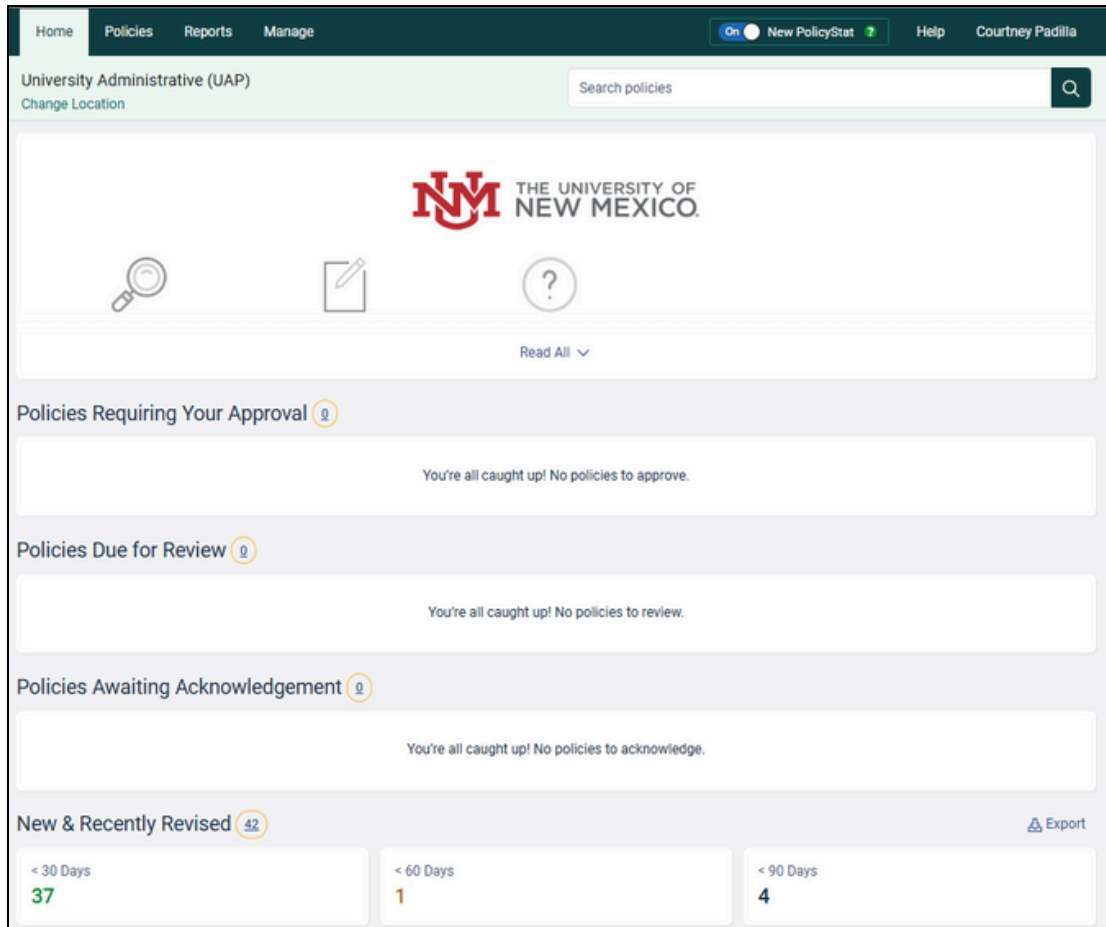 Home Policies Reports Manage On New PolicyStat ? Help Courtney Padilla
University Administrative (UAP)
Change Location
Search policies
UNM THE UNIVERSITY OF
NEW MEXICO.
?
Read All
Policies Requiring Your Approval 0
You're all caught up! No policies to approve.
Policies Due for Review 0
You're all caught up! No policies to review.
Policies Awaiting Acknowledgement 0
You're all caught up! No policies to acknowledge.
New & Recently Revised 42 Export
< 30 Days < 60 Days < 90 Days
37 1 4